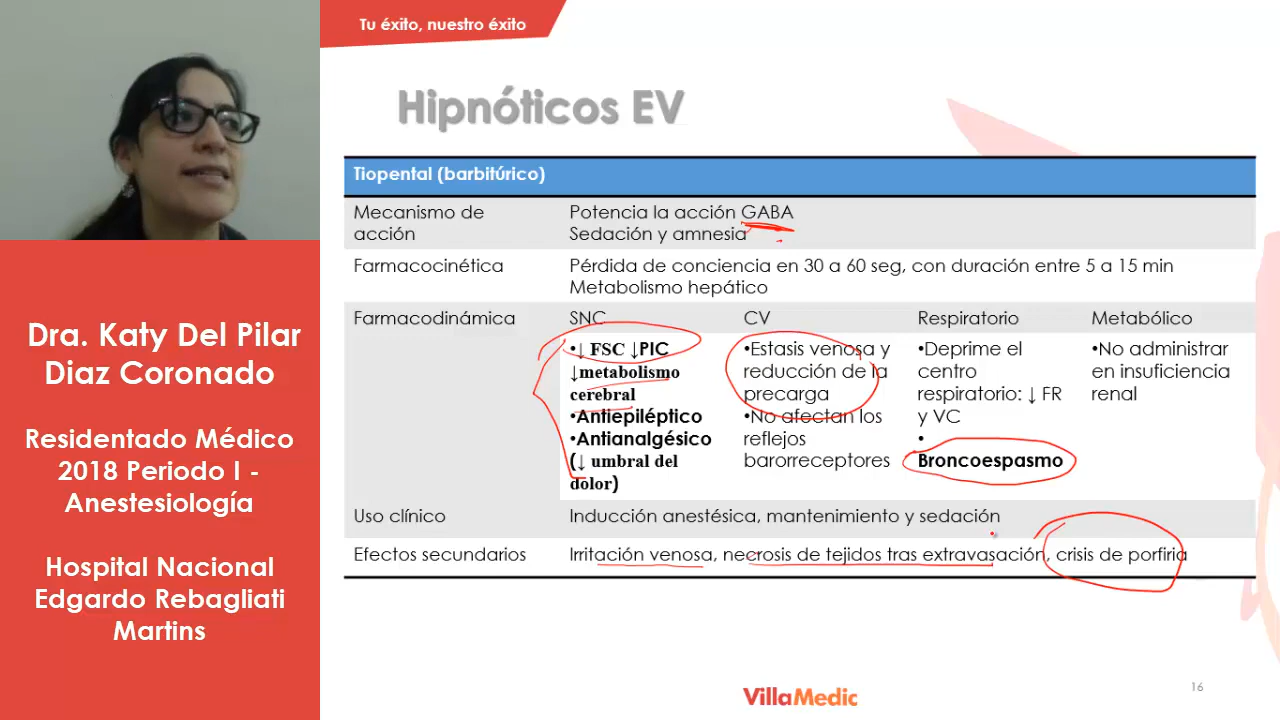 Tu éxito, nuestro éxito
Hipnóticos EV
Dra. Katy Del Pilar
Diaz Coronado
Residentado Médico
2018 Periodo I -
Anestesiología
Hospital Nacional
Edgardo Rebagliati
Martins
Tiopental (barbitúrico)
Mecanismo de
acción
Potencia la acción GABA
Sedación y amnesia
Farmacocinética
Pérdida de conciencia en 30 a 60 seg, con duración entre 5 a 15 min
Metabolismo hepático
Farmacodinámica
SNC
•↓ FSC ↓PIC
↓metabolismo
cerebral
•Antiepiléptico
•Antianalgésico
(↓ umbral del
dolor)
CV
•Estasis venosa y
reducción de la
precarga
•No afectan los
reflejos
barorreceptores
Respiratorio
•Deprime el
centro
respiratorio: ↓ FR
y VC
•
Broncoespasmo
Metabólico
•No administrar
en insuficiencia
renal
Uso clínico
Inducción anestésica, mantenimiento y sedación
Efectos secundarios
Irritación venosa, necrosis de tejidos tras extravasación, crisis de porfiria
VillaMedic
16